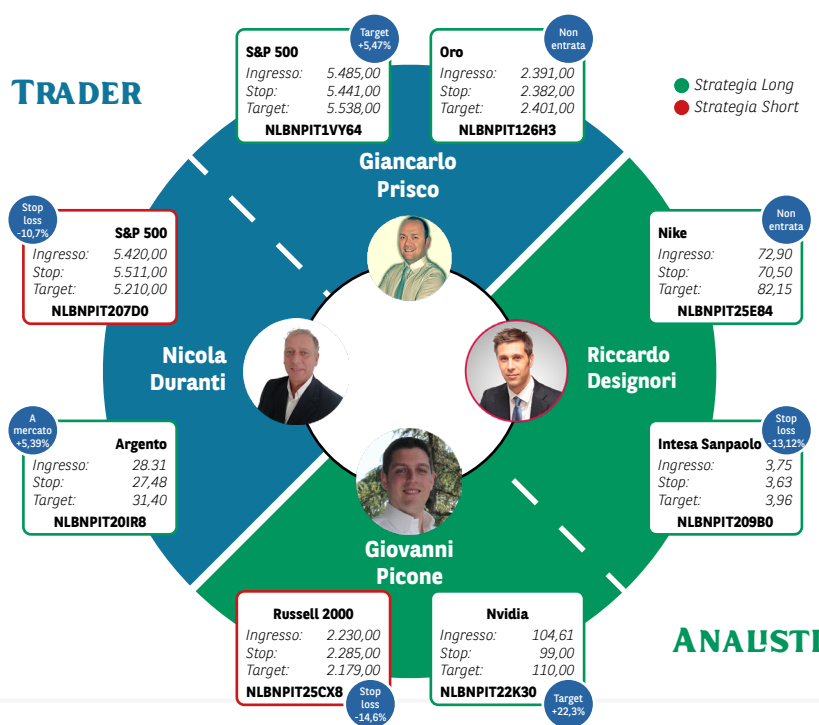 TRADER
S&P 500
Target
+5,47%
Ingresso: 5.485,00
Stop: 5.441,00
Target: 5.538,00
NLBNPIT1VY64
Oro
Non
entrata
Ingresso: 2.391,00
Stop: 2.382,00
Target: 2.401,00
NLBNPIT126H3
Strategia Long
Strategia Short
Giancarlo
Prisco
Stop
loss
-10,7%
S&P 500
Ingresso: 5.420,00
Stop: 5.511,00
Target: 5.210,00
NLBNPIT207D0
Nike
Non
entrata
Ingresso: 72,90
Stop: 70,50
Target: 82,15
NLBNPIT25E84
Nicola
Duranti
Riccardo
Designori
A
mercato
+5,39%
Argento
Ingresso: 28.31
Stop: 27,48
Target: 31,40
NLBNPIT20IR8
Intesa Sanpaolo
Stop
loss
-13,12%
Ingresso: 3,75
Stop: 3,63
Target: 3,96
NLBNPIT209B0
Giovanni
Picone
Russell 2000
Ingresso: 2.230,00
Stop: 2.285,00
Target: 2.179,00
NLBNPIT25CX8
Stop
loss
-14,6%
Nvidia
Ingresso: 104,61
Stop: 99,00
Target: 110,00
NLBNPIT22K30
Target
+22,3%
ANALISTI